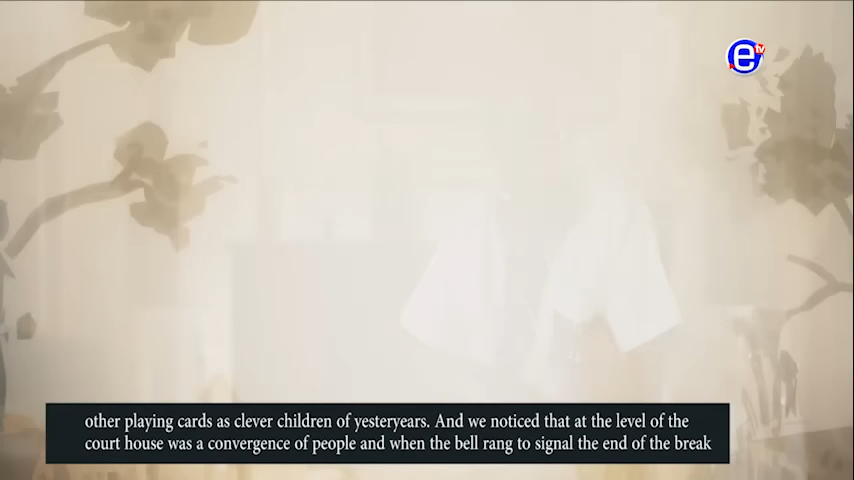 e tv
other playing cards as clever children of yesteryears. And we noticed that at the level of the
court house was a convergence of people and when the bell rang to signal the end of the break